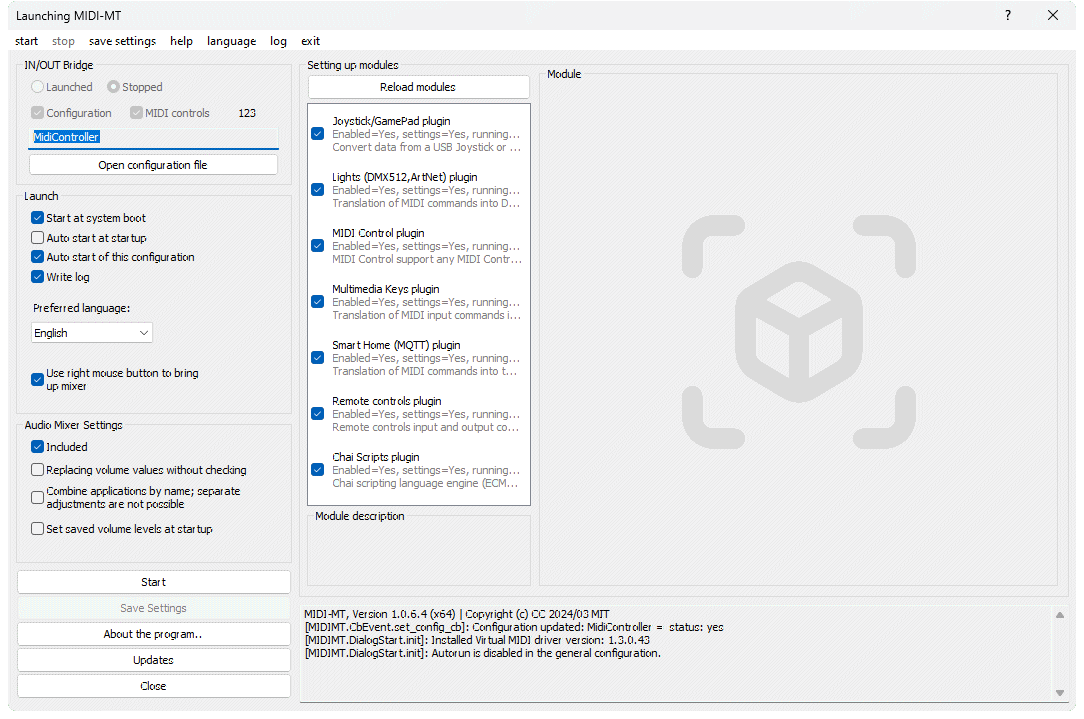 Launching MIDI-MT
start stop save settings help language log exit
IN/OUT Bridge
Launched Stopped
Configuration MIDI controls 123
MidiController
Open configuration file
Launch
Start at system boot
Auto start at startup
Auto start of this configuration
Write log
Preferred language:
English
Use right mouse button to bring
up mixer
Audio Mixer Settings
Included
Replacing volume values without checking
Combine applications by name; separate
adjustments are not possible
Set saved volume levels at startup
Start
Save Settings
About the program..
Updates
Close
Setting up modules
Reload modules
Joystick/GamePad plugin
Enabled=Yes, settings=Yes, running...
Convert data from a USB Joystick or ...
Lights (DMX512,ArtNet) plugin
Enabled=Yes, settings=Yes, running...
Translation of MIDI commands into D...
MIDI Control plugin
Enabled=Yes, settings=Yes, running...
MIDI Control support any MIDI Contr...
Multimedia Keys plugin
Enabled=Yes, settings=Yes, running...
Translation of MIDI input commands i...
Smart Home (MQTT) plugin
Enabled=Yes, settings=Yes, running...
Translation of MIDI commands into t...
Remote controls plugin
Enabled=Yes, settings=Yes, running...
Remote controls input and output co...
Chai Scripts plugin
Enabled=Yes, settings=Yes, running...
Chai scripting language engine (ECM...
Module description
Module
MIDI-MT, Version 1.0.6.4 (x64) | Copyright (c) CC 2024/03 MIT
[MIDIMT.CbEvent.set_config_cb]: Configuration updated: MidiController = status: yes
[MIDIMT.DialogStart.init]: Installed Virtual MIDI driver version: 1.3.0.43
[MIDIMT.DialogStart.init]: Autorun is disabled in the general configuration.